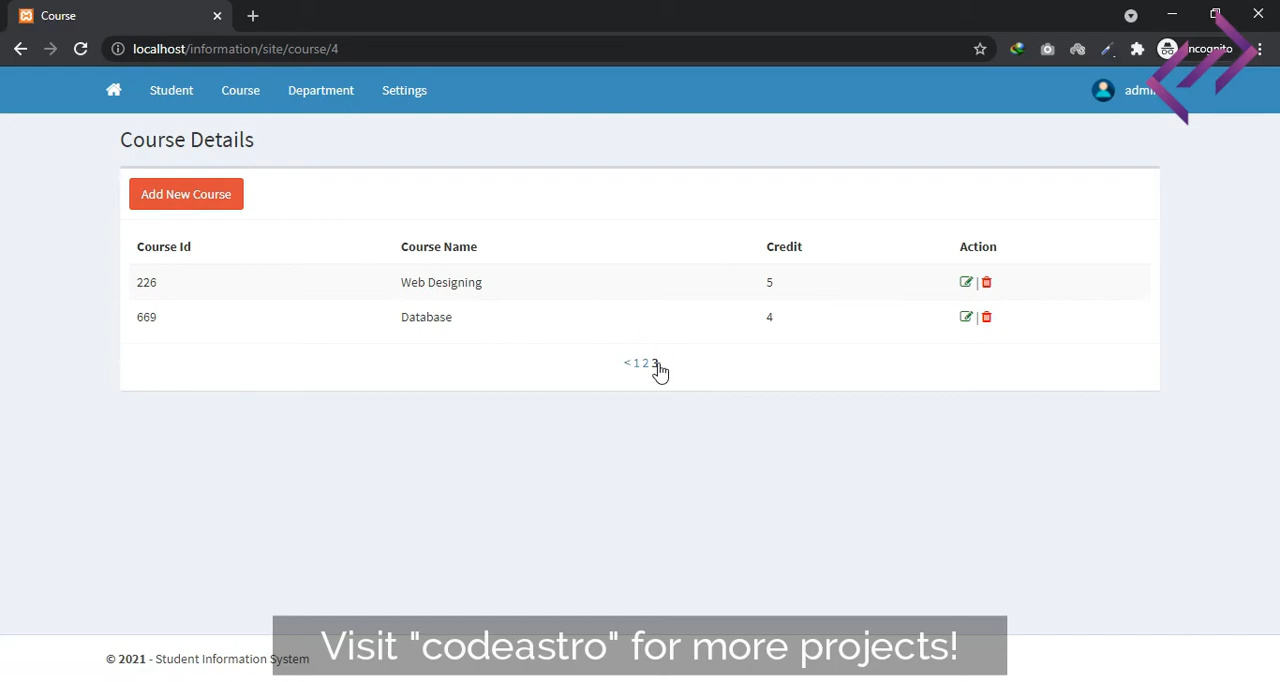 Course
localhost/information/site/course/4
Incognito
Student Course Department Settings
Course Details
Add New Course
Course Id Course Name Credit Action
226 Web Designing 5 |
669 Database 4 |
< 1 2 3
Visit "codeastro" for more projects!
© 2021 - Student Information System